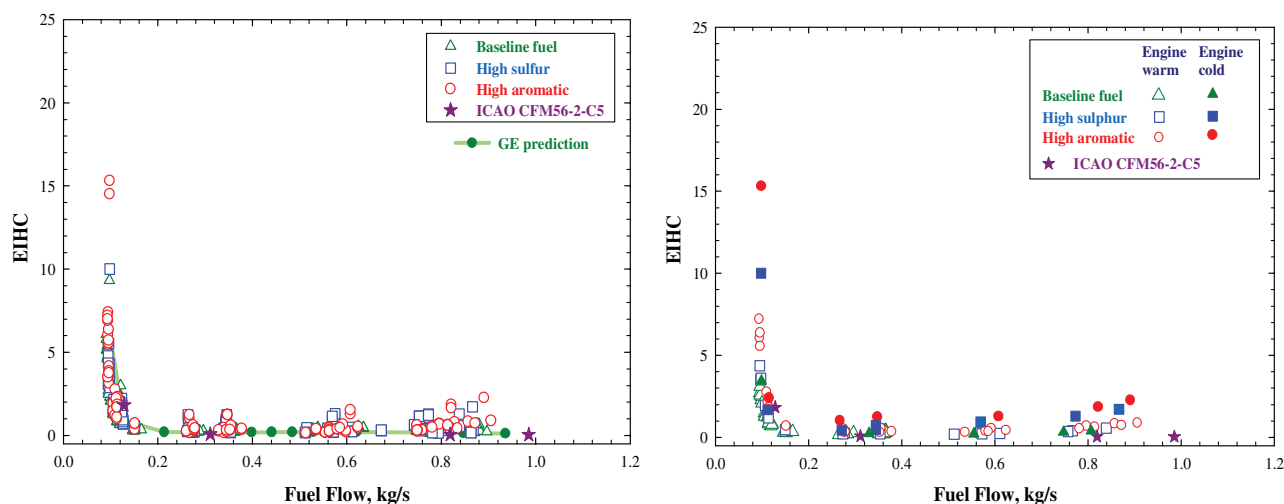 25
20
15
10
5
0
EIHC
0.0 0.2 0.4 0.6 0.8 1.0 1.2
Fuel Flow, kg/s
Baseline fuel
High sulfur
High aromatic
ICAO CFM56-2-C5
GE prediction
25
20
15
10
5
0
EIHC
0.0 0.2 0.4 0.6 0.8 1.0 1.2
Fuel Flow, kg/s
Engine Engine
warm cold
Baseline fuel
High sulphur
High aromatic
ICAO CFM56-2-C5